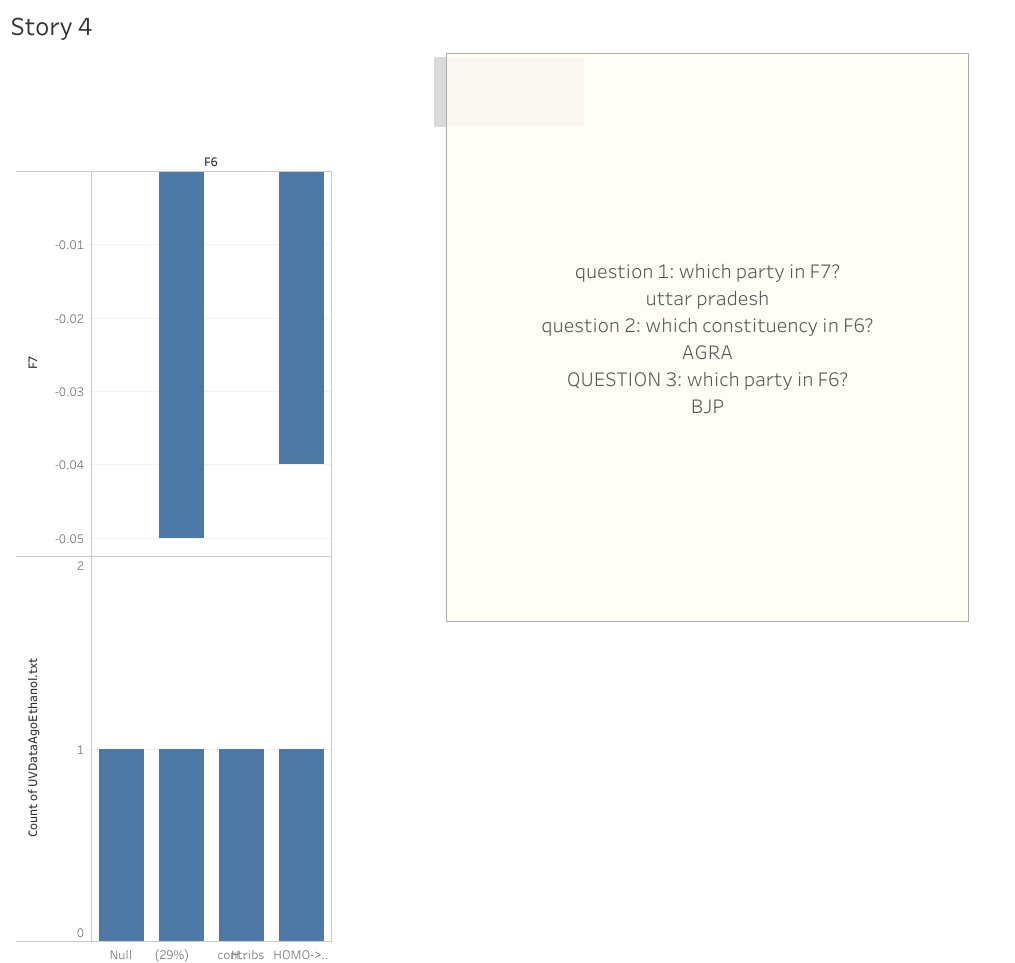 Story 4
F6
F7
-0.01
-0.02
-0.03
-0.04
-0.05
Count of UVDataAgoEthanol.txt
2
1
0
Null
(29%)
contribs
HOMO->..
question 1: which party in F7?
uttar pradesh
question 2: which constituency in F6?
AGRA
QUESTION 3: which party in F6?
BJP